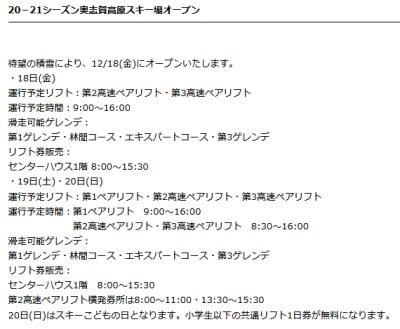 20－21シーズン奥志賀高原スキー場オープン
待望の積雪により、12/18(金)にオープンいたします。
・18日(金)
運行予定リフト：第2高速ペアリフト・第3高速ペアリフト
運行予定時間：9:00～16:00
滑走可能ゲレンデ：
第1ゲレンデ・林間コース・エキスパートコース・第3ゲレンデ
リフト券販売：
センターハウス1階 8:00～15:30
・19日(土)・20日(日)
運行予定リフト：第1ペアリフト・第2高速ペアリフト・第3高速ペアリフト
運行予定時間：第1ペアリフト　9:00～16:00
第2高速ペアリフト・第3高速ペアリフト　8:30～16:00
滑走可能ゲレンデ：
第1ゲレンデ・林間コース・エキスパートコース・第3ゲレンデ
リフト券販売：
センターハウス1階　8:00～15:30
第2高速ペアリフト横発券所は8:00～11:00・13:30～15:30
20日(日)はスキーこどもの日となります。小学生以下の共通リフト1日券が無料になります。